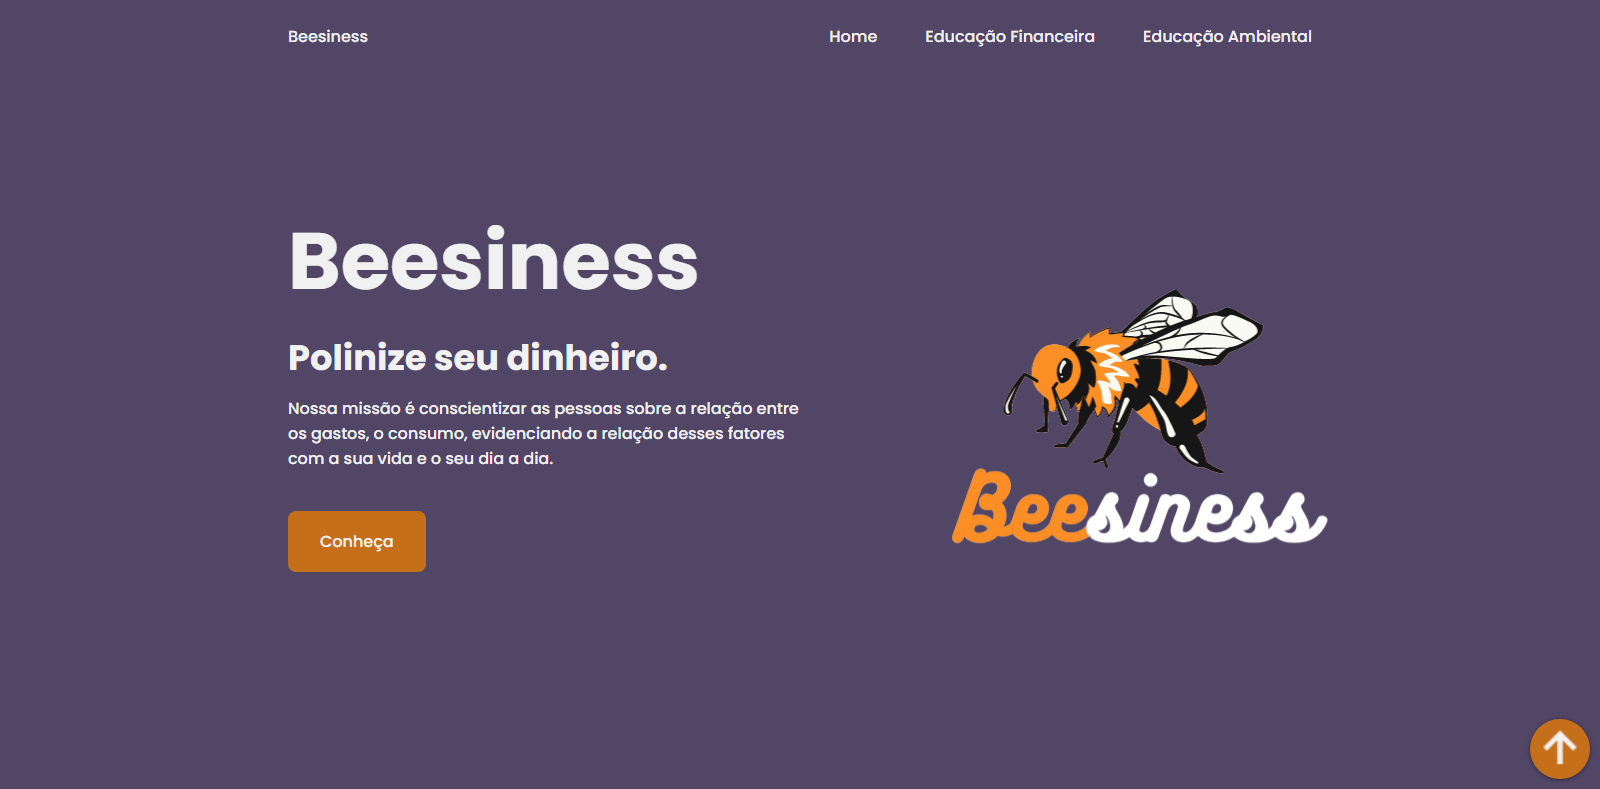 Beesiness
Home
Educação Financeira
Educação Ambiental
Beesiness
Polinize seu dinheiro.
Nossa missão é conscientizar as pessoas sobre a relação entre
os gastos, o consumo, evidenciando a relação desses fatores
com a sua vida e o seu dia a dia.
Conheça
Beesiness